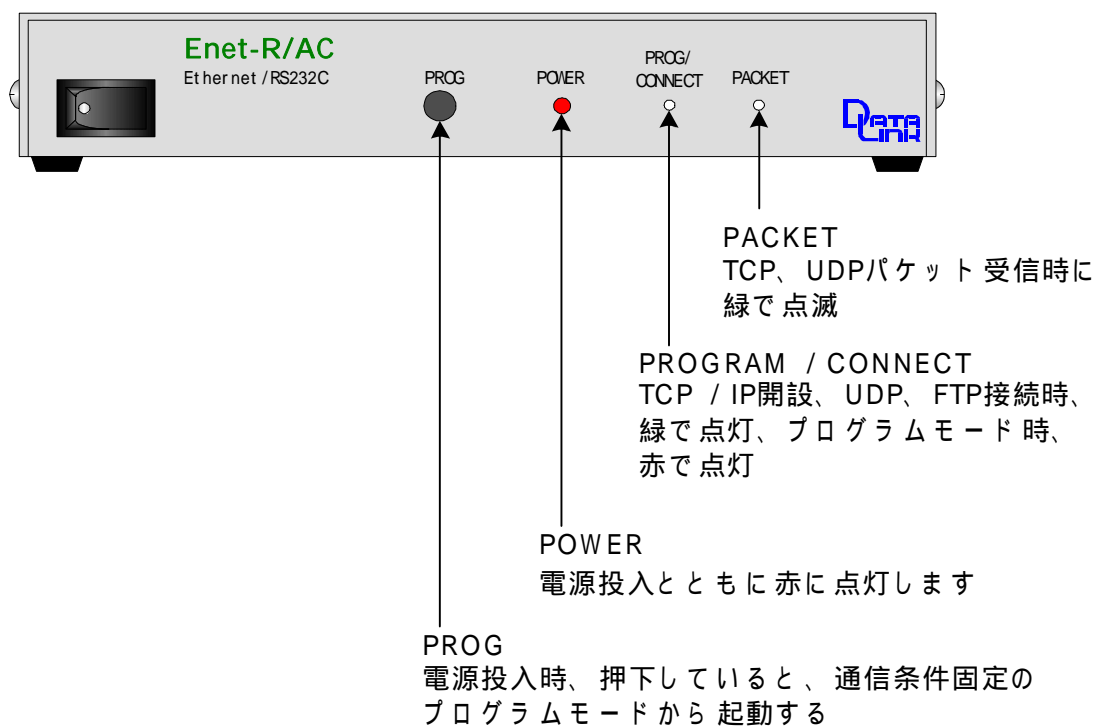 Enet-R/AC
Ethernet/RS232C
PROG
POWER
PROG/
CONNECT
PACKET
DATA
LINK
PACKET
TCP、UDPパケット受信時に
緑で点滅
PROGRAM / CONNECT
TCP / IP開設、UDP、FTP接続時、
緑で点灯、プログラムモード時、
赤で点灯
POWER
電源投入とともに赤に点灯します
PROG
電源投入時、押下していると、通信条件固定の
プログラムモードから起動する